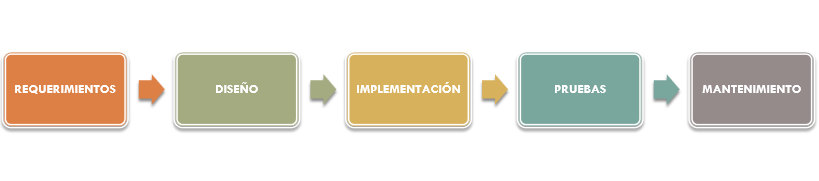 REQUERIMIENTOS
DISEÑO
IMPLEMENTACIÓN
PRUEBAS
MANTENIMIENTO